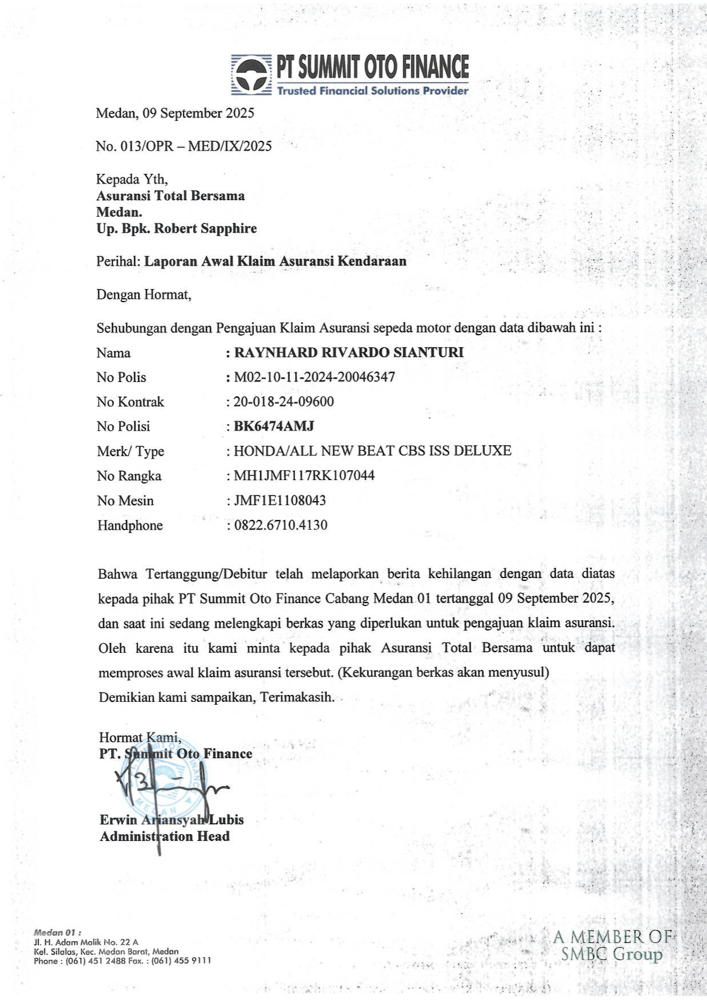 PT SUMMIT OTO FINANCE
Trusted Financial Solutions Provider
Medan, 09 September 2025
No. 013/OPR – MED/IX/2025
Kepada Yth,
Asuransi Total Bersama
Medan.
Up. Bpk. Robert Sapphire
Perihal: Laporan Awal Klaim Asuransi Kendaraan
Dengan Hormat,
Sehubungan dengan Pengajuan Klaim Asuransi sepeda motor dengan data dibawah ini :
Nama : RAYNHARD RIVARDO SIANTURI
No Polis : M02-10-11-2024-20046347
No Kontrak : 20-018-24-09600
No Polisi : BK6474AMJ
Merk/ Type : HONDA/ALL NEW BEAT CBS ISS DELUXE
No Rangka : MH1JMF117RK107044
No Mesin : JMF1E1108043
Handphone : 0822.6710.4130
Bahwa Tertanggung/Debitur telah melaporkan berita kehilangan dengan data diatas
kepada pihak PT Summit Oto Finance Cabang Medan 01 tertanggal 09 September 2025,
dan saat ini sedang melengkapi berkas yang diperlukan untuk pengajuan klaim asuransi.
Oleh karena itu kami minta kepada pihak Asuransi Total Bersama untuk dapat
memproses awal klaim asuransi tersebut. (Kekurangan berkas akan menyusul)
Demikian kami sampaikan, Terimakasih.
Hormat Kami,
PT. Summit Oto Finance
PT. SUMMIT OTO FINANCE
MEDAN
Erwin Ariansyah Lubis
Administration Head
Medan 01 :
Jl. H. Adam Malik No. 22 A
Kel. Silalas, Kec. Medan Barat, Medan
Phone : (061) 451 2488 Fax. : (061) 455 9111
A MEMBER OF
SMBC Group